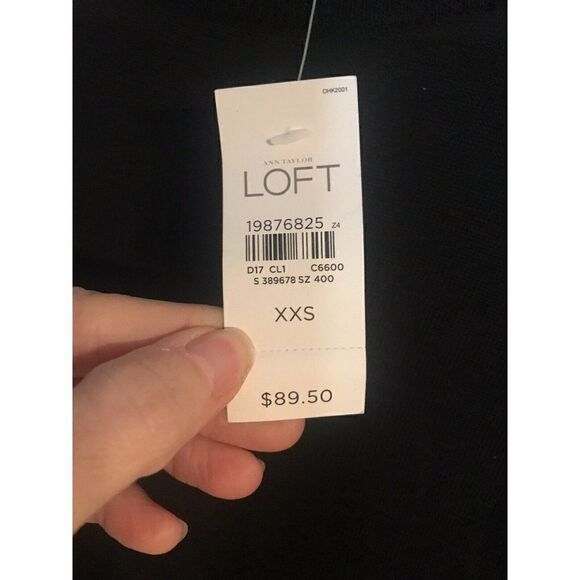 OHK2001
ANN TAYLOR
LOFT
19876825 Z4
D17 CL1 C6600
S 389678 SZ 400
XXS
$89.50